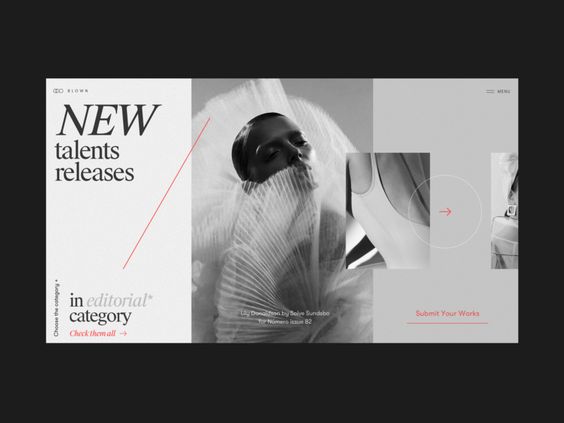 BLOWN
MENU
NEW
talents
releases
Choose the category +
in editorial*
category
Check them all →
Lily Donaldson by Solve Sundsbo
for Numero Issue 82
Submit Your Works